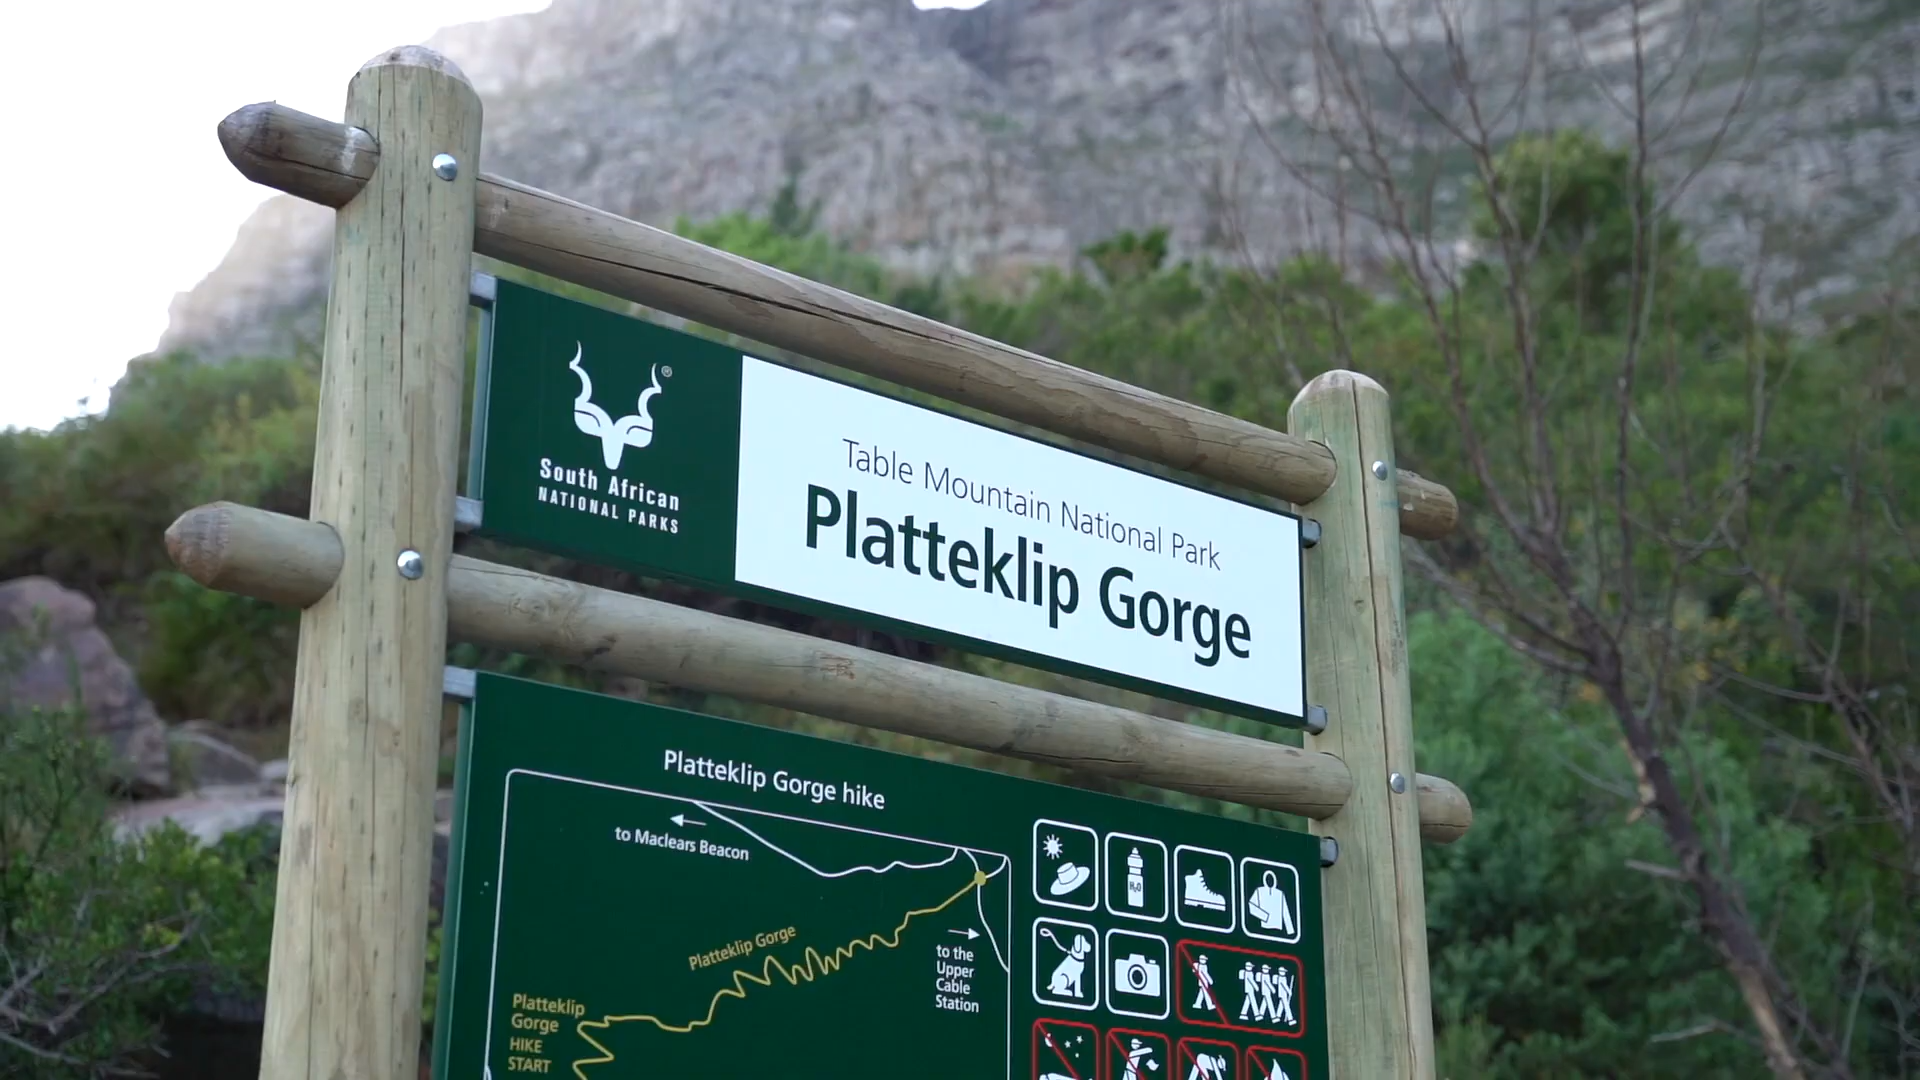 ®
South African
NATIONAL PARKS
Table Mountain National Park
Platteklip Gorge
Platteklip Gorge hike
to Maclears Beacon
Platteklip Gorge
to the
Upper
Cable
Station
Platteklip
Gorge
HIKE
START
H₂O